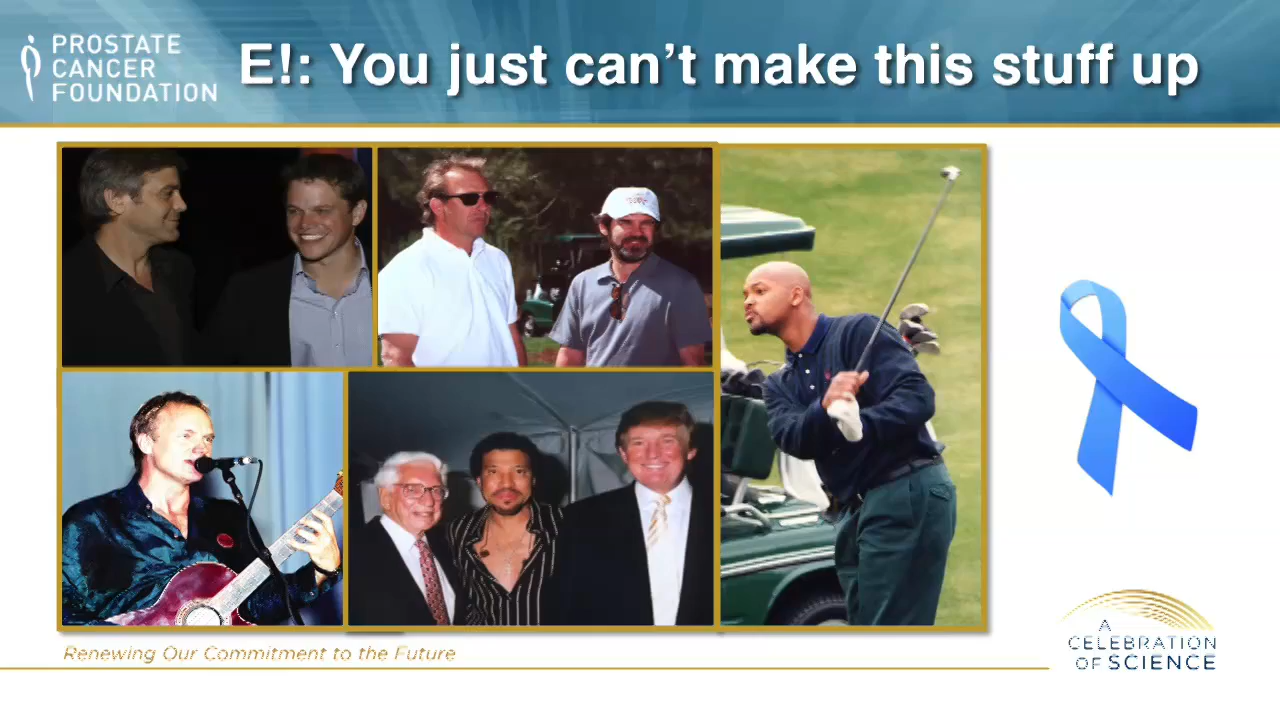 PROSTATE
CANCER
FOUNDATION
E!: You just can't make this stuff up
Renewing Our Commitment to the Future
A
CELEBRATION
OF SCIENCE